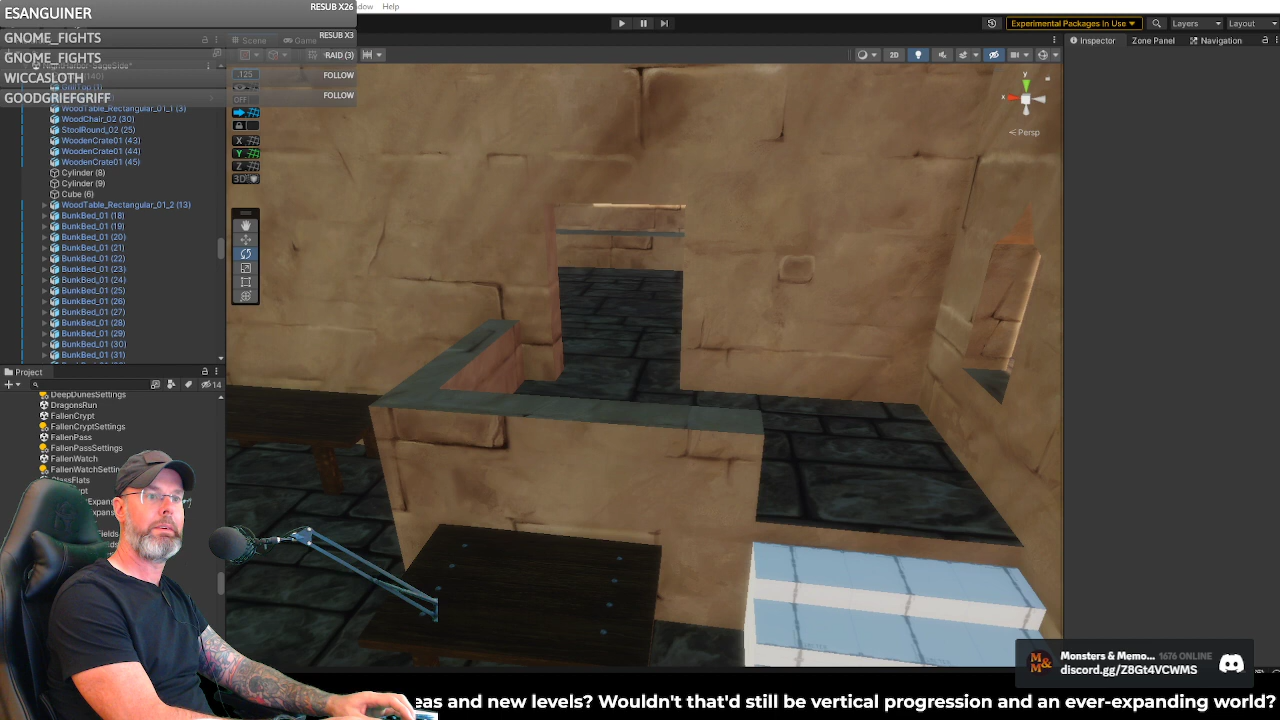 ESANGUINER RESUB X26
GNOME_FIGHTS RESUB X3
GNOME_FIGHTS RAID (3)
WICCASLOTH FOLLOW
GOODGRIEFGRIFF FOLLOW
Help
Experimental Packages In Use
Layers
Layout
Scene
Game
Inspector
Zone Panel
Navigation
2D
125
OFF
X
Y
Z
3D
y
x
Persp
WoodTable_Rectangular_01_1 (3)
WoodChair_02 (30)
StoolRound_02 (25)
WoodenCrate01 (43)
WoodenCrate01 (44)
WoodenCrate01 (45)
Cylinder (8)
Cylinder (9)
Cube (6)
WoodTable_Rectangular_01_2 (13)
BunkBed_01 (18)
BunkBed_01 (19)
BunkBed_01 (20)
BunkBed_01 (21)
BunkBed_01 (22)
BunkBed_01 (23)
BunkBed_01 (24)
BunkBed_01 (25)
BunkBed_01 (26)
BunkBed_01 (27)
BunkBed_01 (28)
BunkBed_01 (29)
BunkBed_01 (30)
BunkBed_01 (31)
Project
14
DeepDunesSettings
DragonsRun
FallenCrypt
FallenCryptSettings
FallenPass
FallenPassSettings
FallenWatch
Monsters & Memo... 1676 ONLINE
discord.gg/Z8Gt4VCWMS
eas and new levels? Wouldn't that'd still be vertical progression and an ever-expanding world?